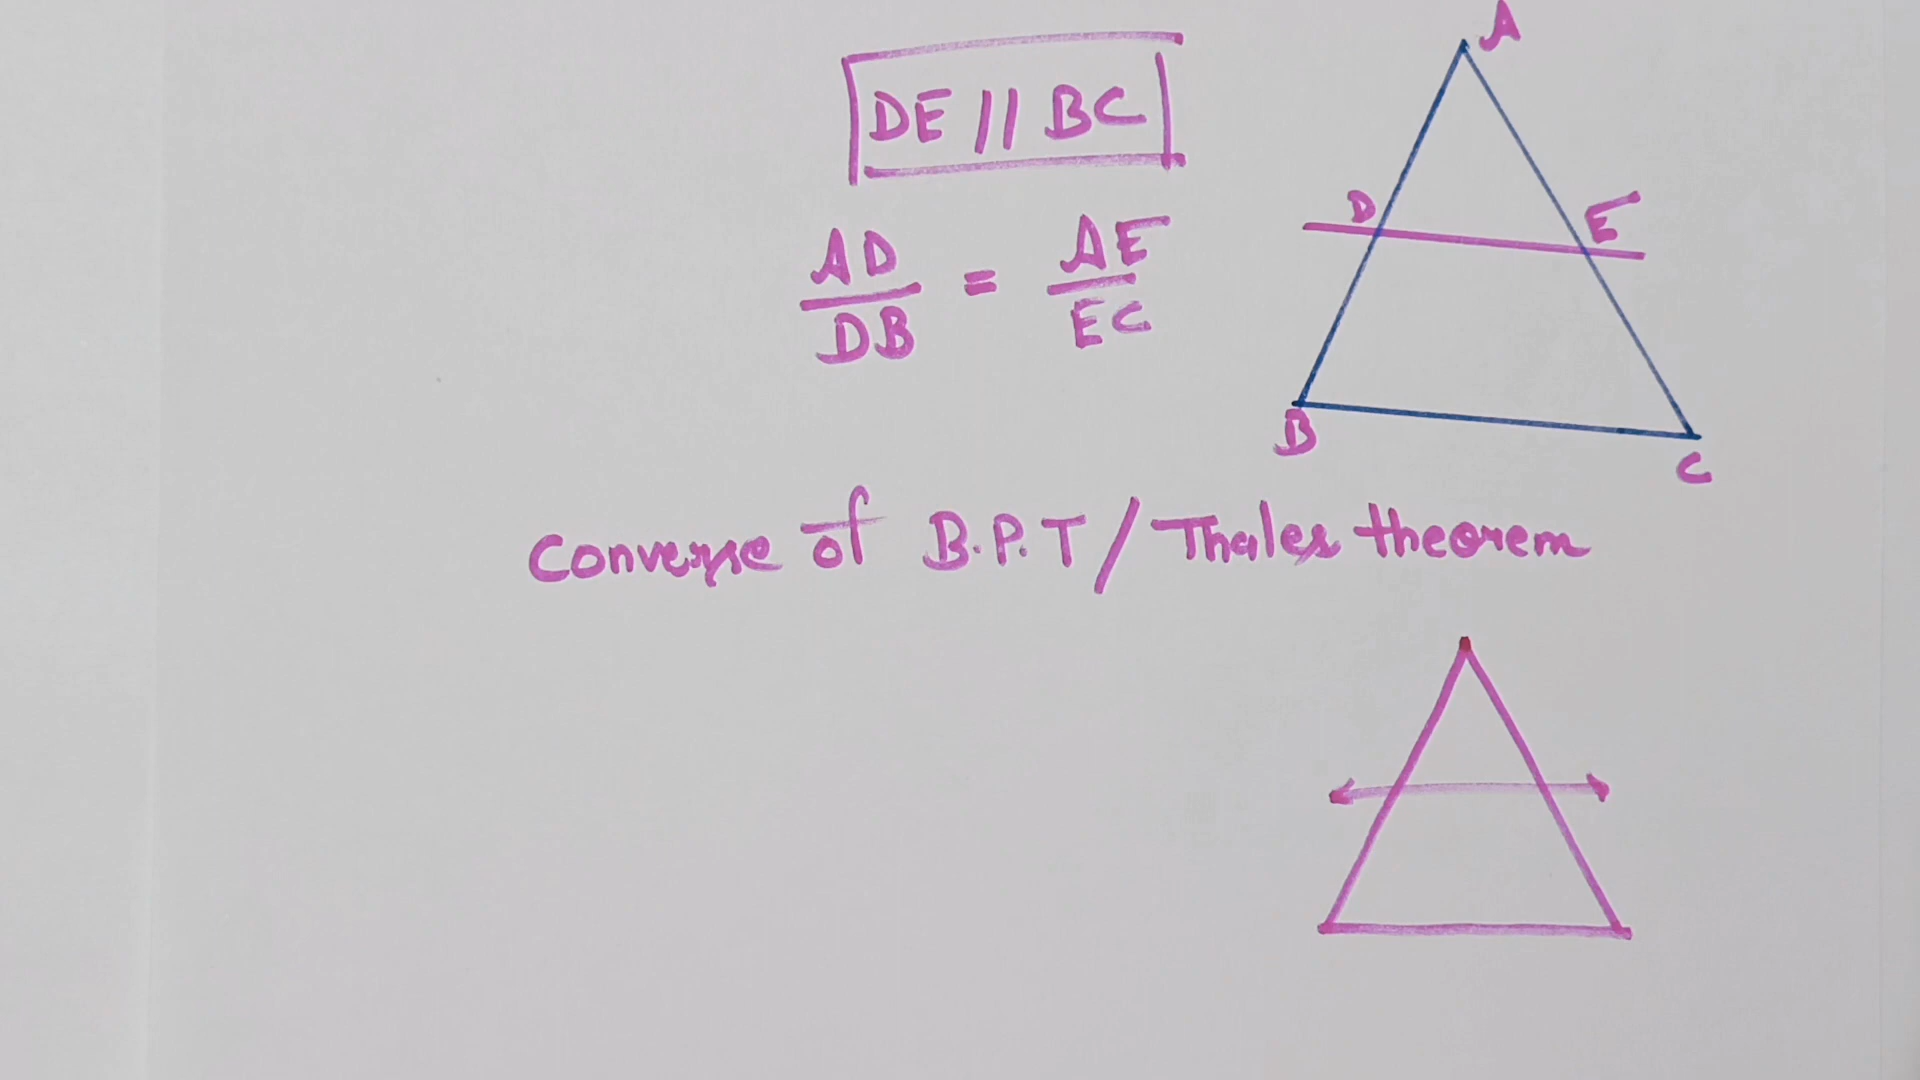 A
DE // BC
D
E
AD/DB = AE/EC
B
C
Converse of B.P.T / Thales theorem